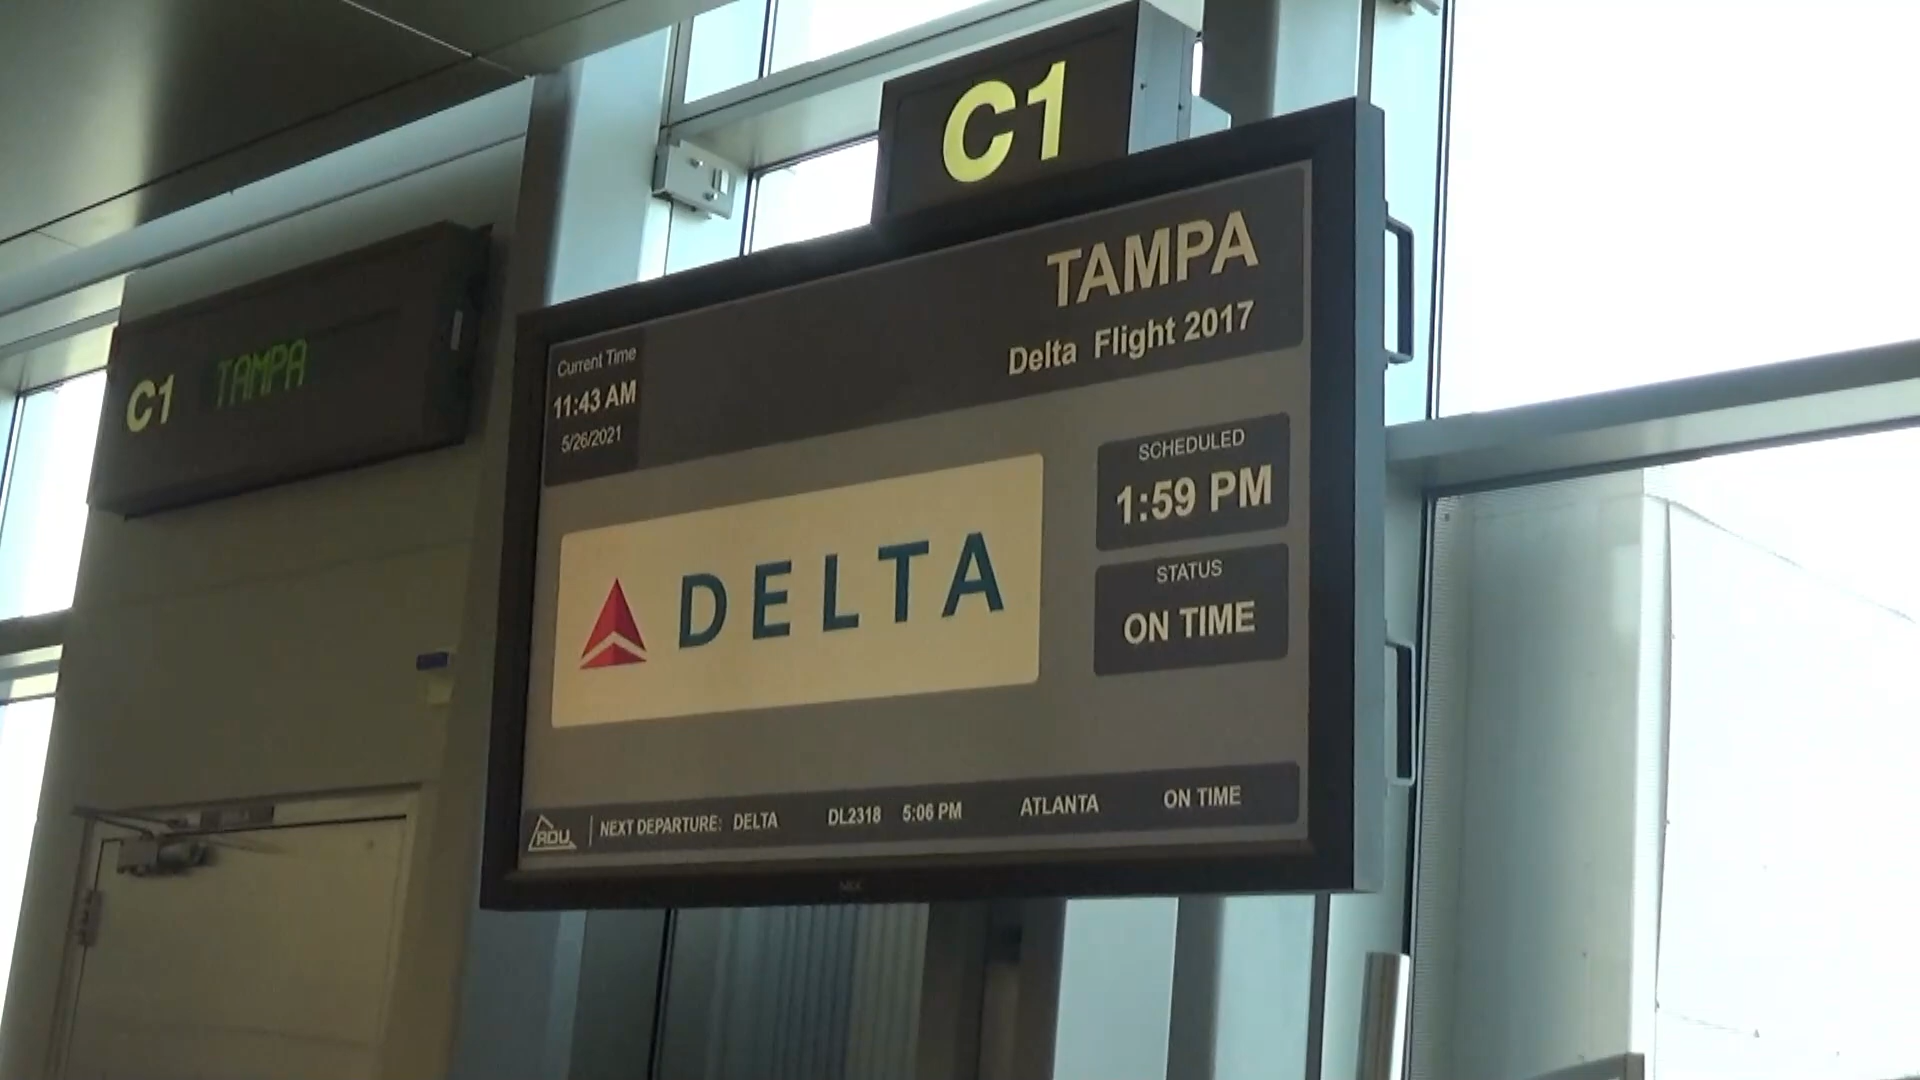 C1
C1 TAMPA
TAMPA
Delta Flight 2017
Current Time
11:43 AM
5/26/2021
DELTA
SCHEDULED
1:59 PM
STATUS
ON TIME
RDU NEXT DEPARTURE: DELTA DL2318 5:06 PM ATLANTA ON TIME
NEC